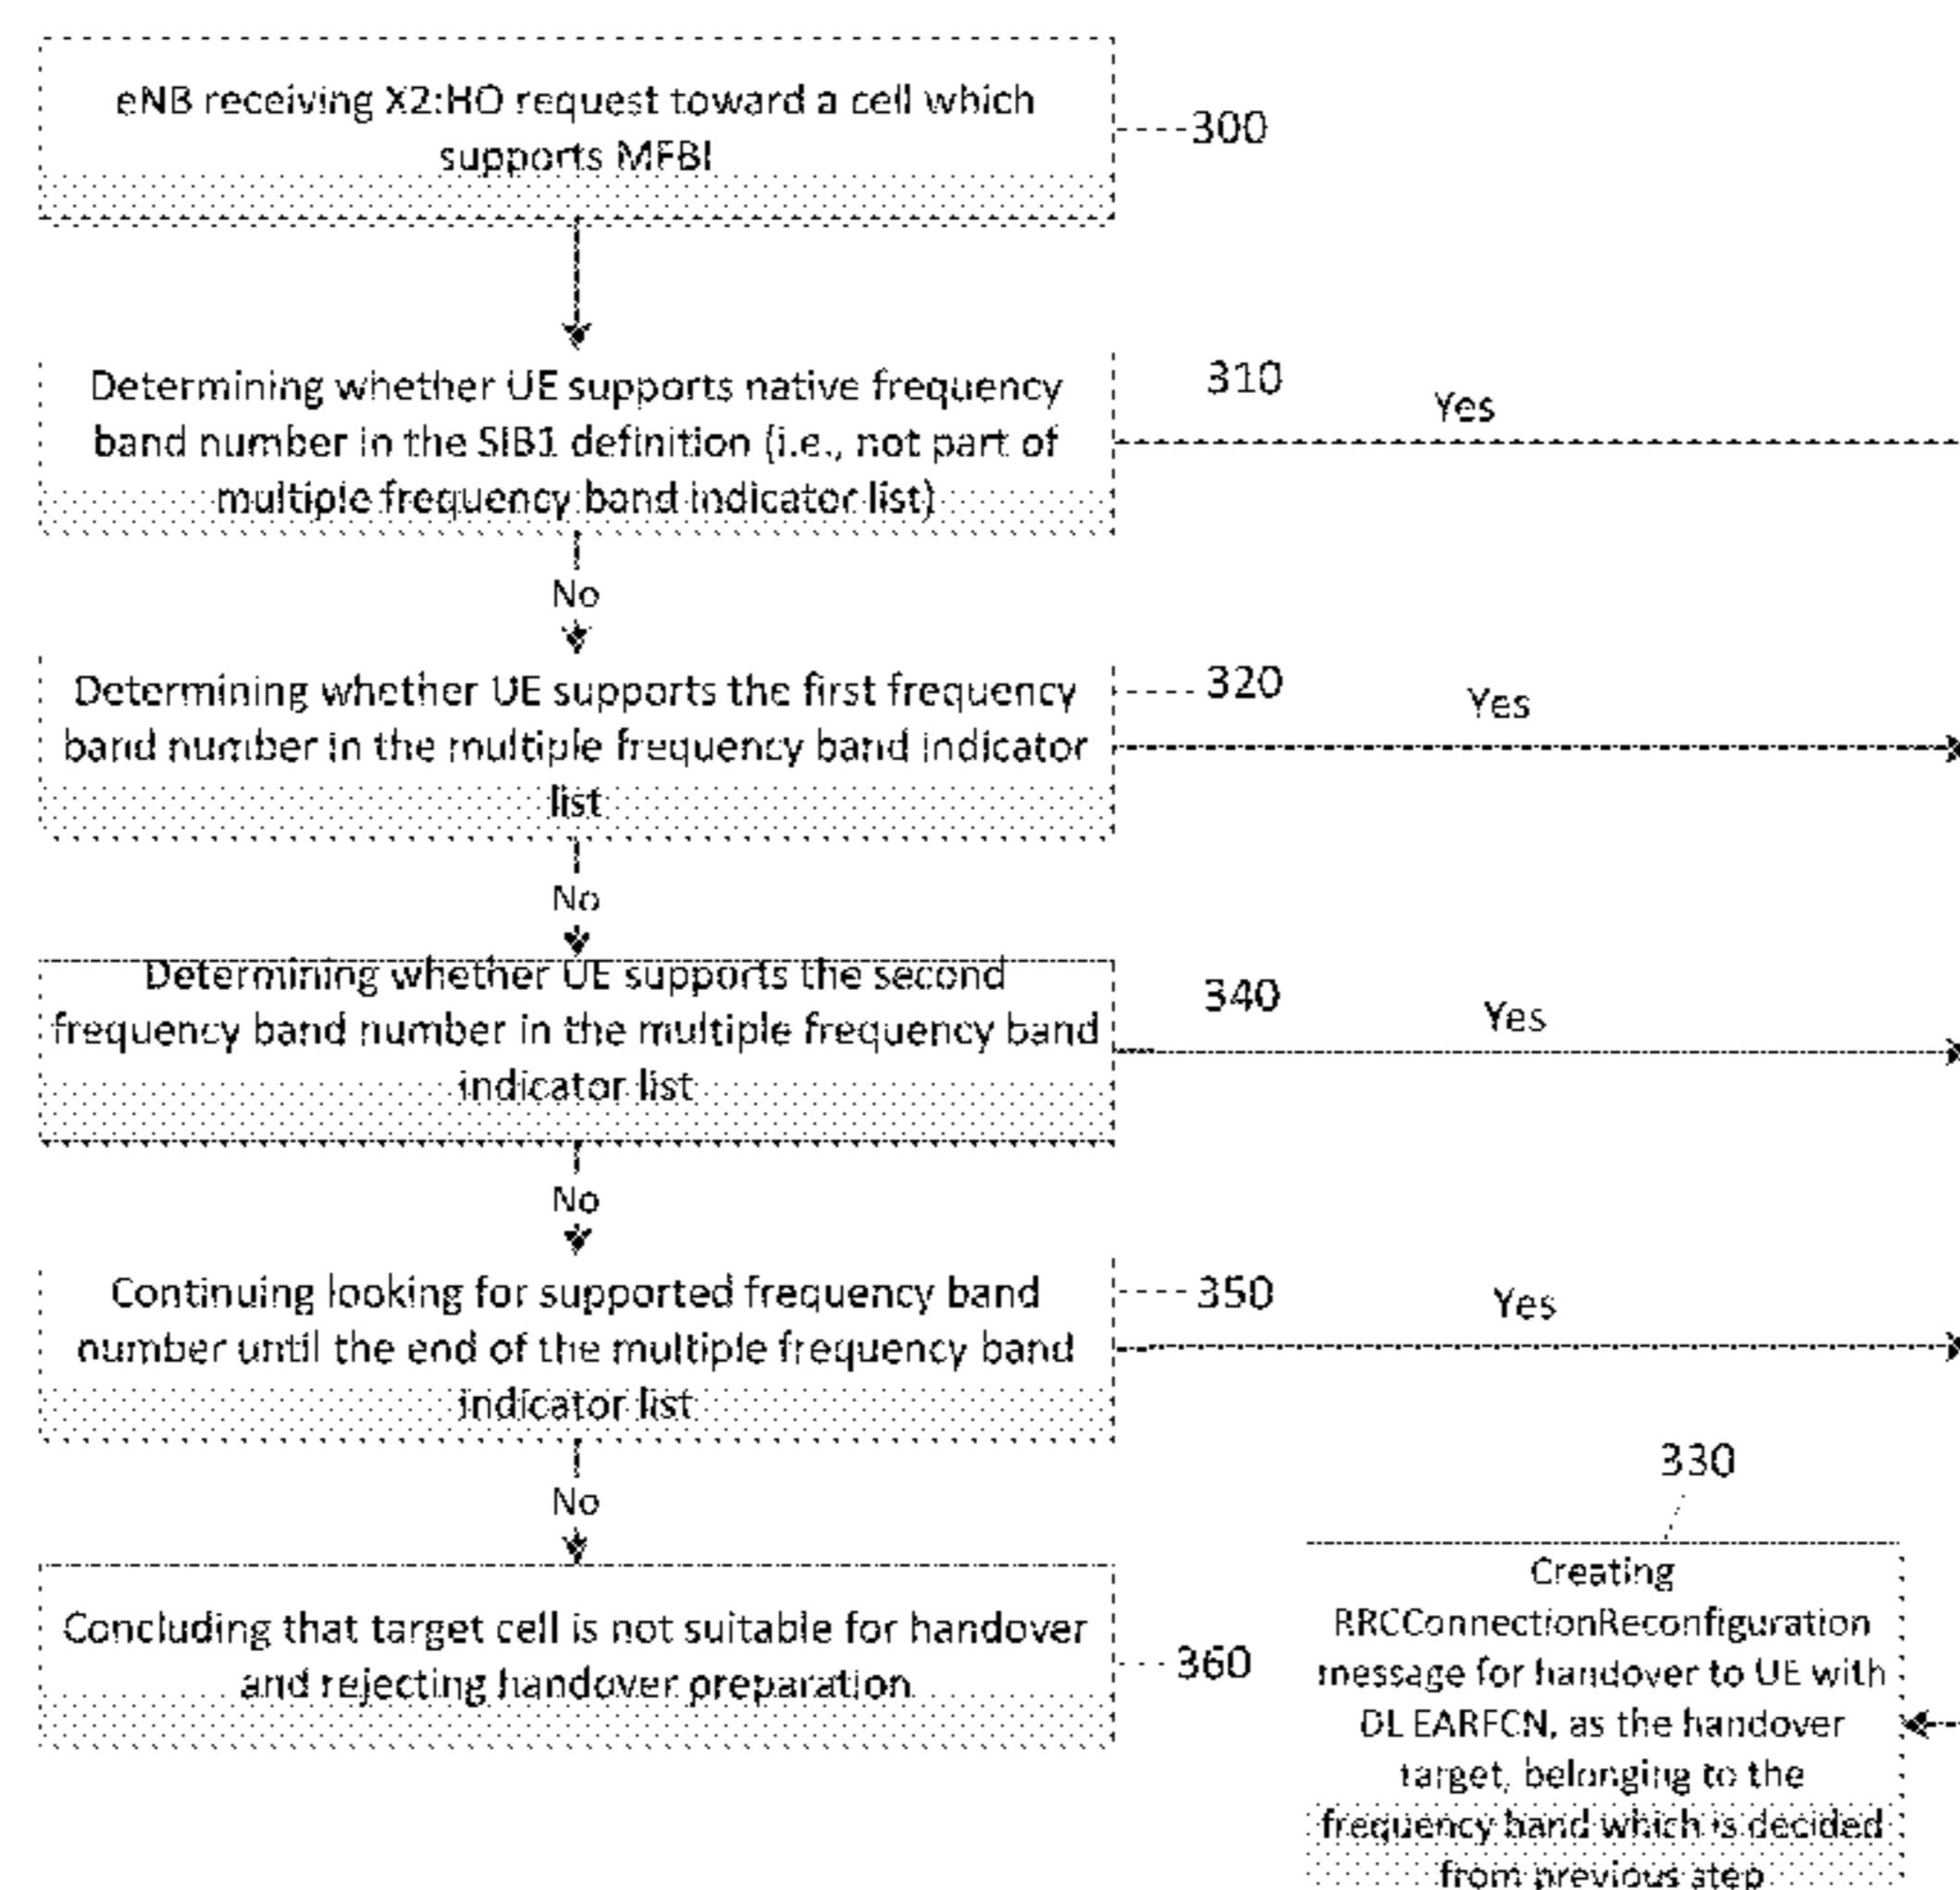 eNB receiving X2:HO request toward a cell which
supports MFBI
300
Determining whether UE supports native frequency
band number in the SIB1 definition (i.e., not part of
multiple frequency band indicator list)
310
Yes
No
Determining whether UE supports the first frequency
band number in the multiple frequency band indicator
list
320
Yes
No
Determining whether UE supports the second
frequency band number in the multiple frequency band
indicator list
340
Yes
No
Continuing looking for supported frequency band
number until the end of the multiple frequency band
indicator list
350
Yes
No
Concluding that target cell is not suitable for handover
and rejecting handover preparation
360
330
Creating
RRCConnectionReconfiguration
message for handover to UE with
DL EARFCN, as the handover
target, belonging to the
frequency band which is decided
from previous step